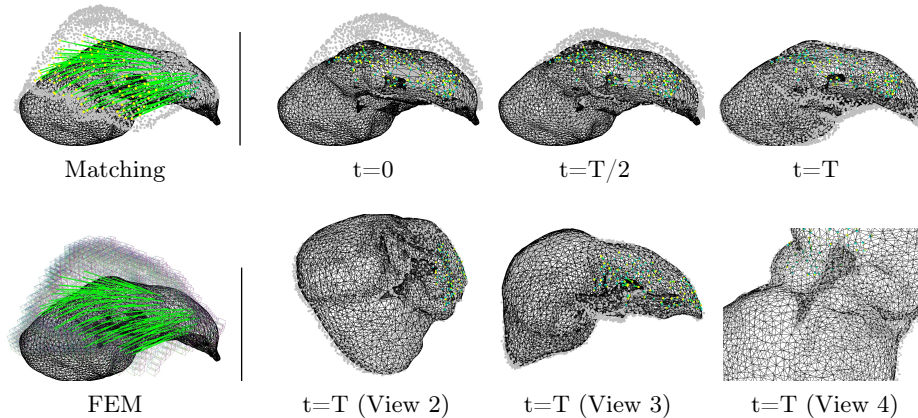 Matching
t=0
t=T/2
t=T
FEM
t=T (View 2)
t=T (View 3)
t=T (View 4)